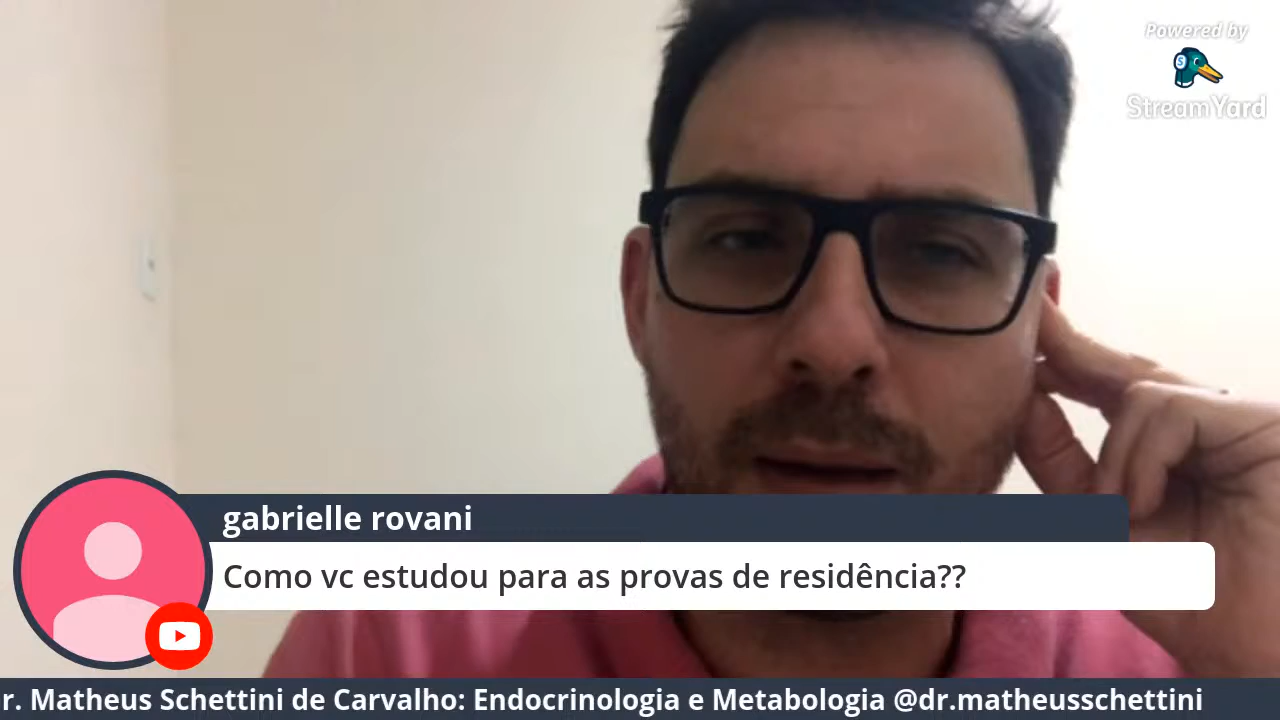 Powered by
StreamYard
gabrielle rovani
Como vc estudou para as provas de residência??
r. Matheus Schettini de Carvalho: Endocrinologia e Metabologia @dr.matheusschettini